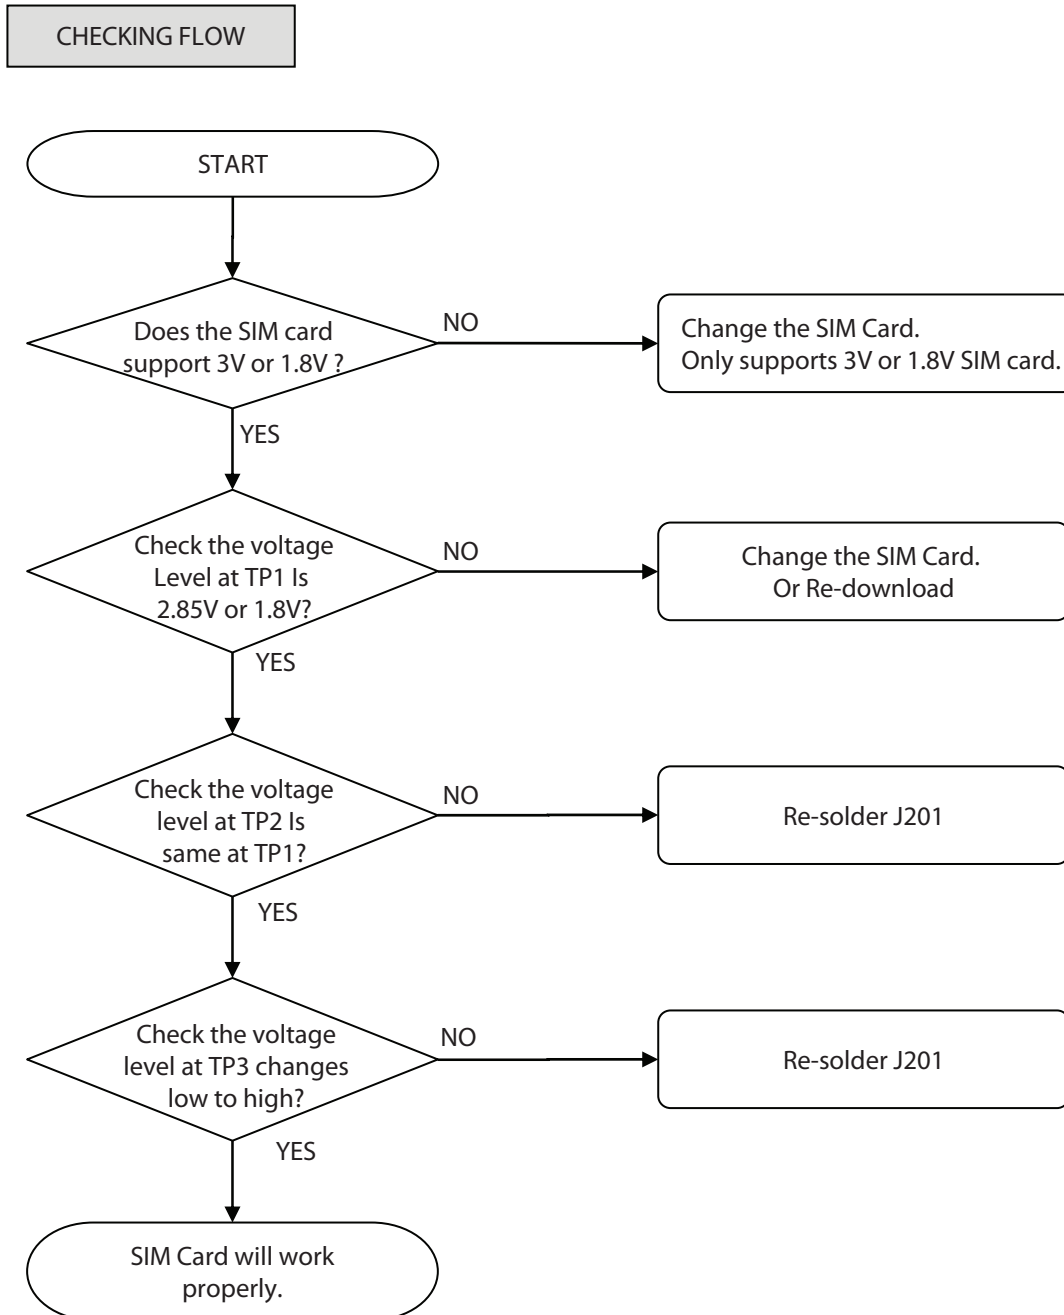 CHECKING FLOW
START
Does the SIM card
support 3V or 1.8V ?
NO
Change the SIM Card.
Only supports 3V or 1.8V SIM card.
YES
Check the voltage
Level at TP1 Is
2.85V or 1.8V?
NO
Change the SIM Card.
Or Re-download
YES
Check the voltage
level at TP2 Is
same at TP1?
NO
Re-solder J201
YES
Check the voltage
level at TP3 changes
low to high?
NO
Re-solder J201
YES
SIM Card will work
properly.